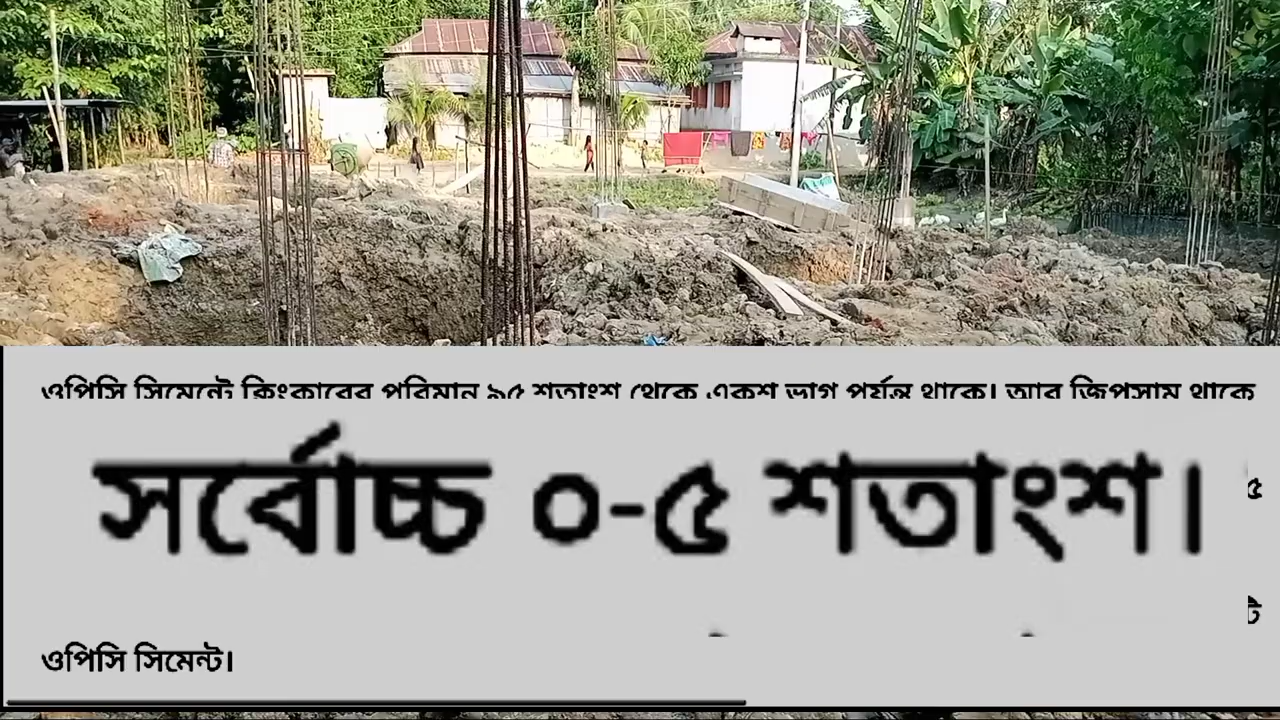 ওপিসি সিমেন্টে ক্লিংকারের পরিমান ৯৫ শতাংশ থেকে একশ ভাগ পর্যন্ত থাকে। আর জিপসাম থাকে
সর্বোচ্চ ০-৫ শতাংশ।
ওপিসি সিমেন্ট।